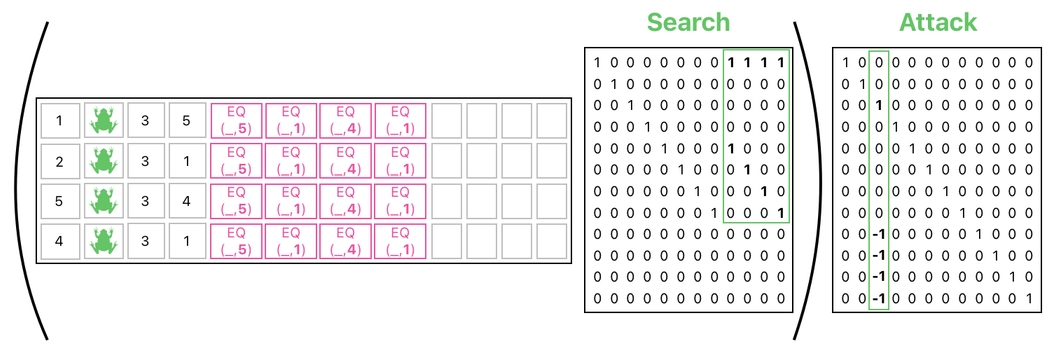 Search
Attack
1 3 5 EQ (_,5) EQ (_,1) EQ (_,4) EQ (_,1)
2 3 1 EQ (_,5) EQ (_,1) EQ (_,4) EQ (_,1)
5 3 4 EQ (_,5) EQ (_,1) EQ (_,4) EQ (_,1)
4 3 1 EQ (_,5) EQ (_,1) EQ (_,4) EQ (_,1)
1 0 0 0 0 0 0 0 1 1 1 1
0 1 0 0 0 0 0 0 0 0 0 0
0 0 1 0 0 0 0 0 0 0 0 0
0 0 0 1 0 0 0 0 0 0 0 0
0 0 0 0 1 0 0 0 1 0 0 0
0 0 0 0 0 1 0 0 0 1 0 0
0 0 0 0 0 0 1 0 0 0 1 0
0 0 0 0 0 0 0 1 0 0 0 1
0 0 0 0 0 0 0 0 0 0 0 0
0 0 0 0 0 0 0 0 0 0 0 0
0 0 0 0 0 0 0 0 0 0 0 0
0 0 0 0 0 0 0 0 0 0 0 0
1 0 0 0 0 0 0 0 0 0 0 0
0 1 0 0 0 0 0 0 0 0 0 0
0 0 1 0 0 0 0 0 0 0 0 0
0 0 0 1 0 0 0 0 0 0 0 0
0 0 0 0 1 0 0 0 0 0 0 0
0 0 0 0 0 1 0 0 0 0 0 0
0 0 0 0 0 0 1 0 0 0 0 0
0 0 0 0 0 0 0 1 0 0 0 0
0 0 -1 0 0 0 0 0 1 0 0 0
0 0 -1 0 0 0 0 0 0 1 0 0
0 0 -1 0 0 0 0 0 0 0 1 0
0 0 -1 0 0 0 0 0 0 0 0 1